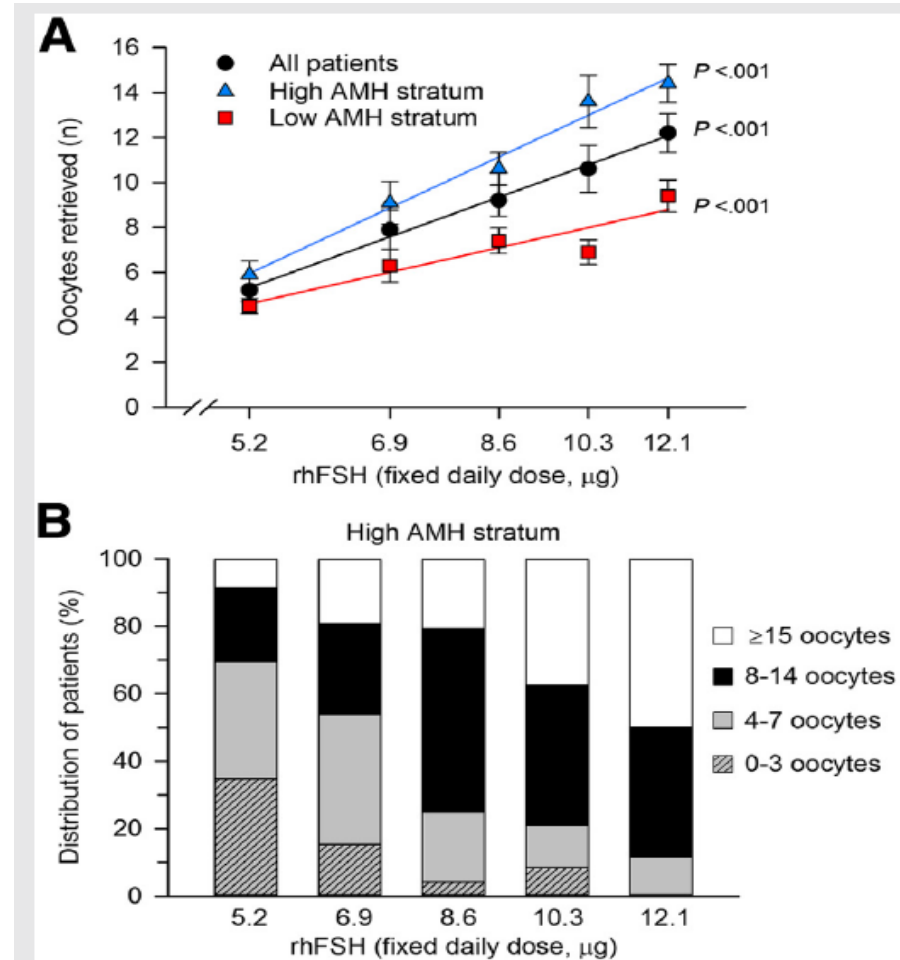 A
16
14
12
10
8
6
4
2
0
Oocytes retrieved (n)
All patients
High AMH stratum
Low AMH stratum
P <.001
P <.001
P <.001
5.2 6.9 8.6 10.3 12.1
rhFSH (fixed daily dose, μg)
B
High AMH stratum
100
80
60
40
20
0
Distribution of patients (%)
≥15 oocytes
8-14 oocytes
4-7 oocytes
0-3 oocytes
5.2 6.9 8.6 10.3 12.1
rhFSH (fixed daily dose, μg)